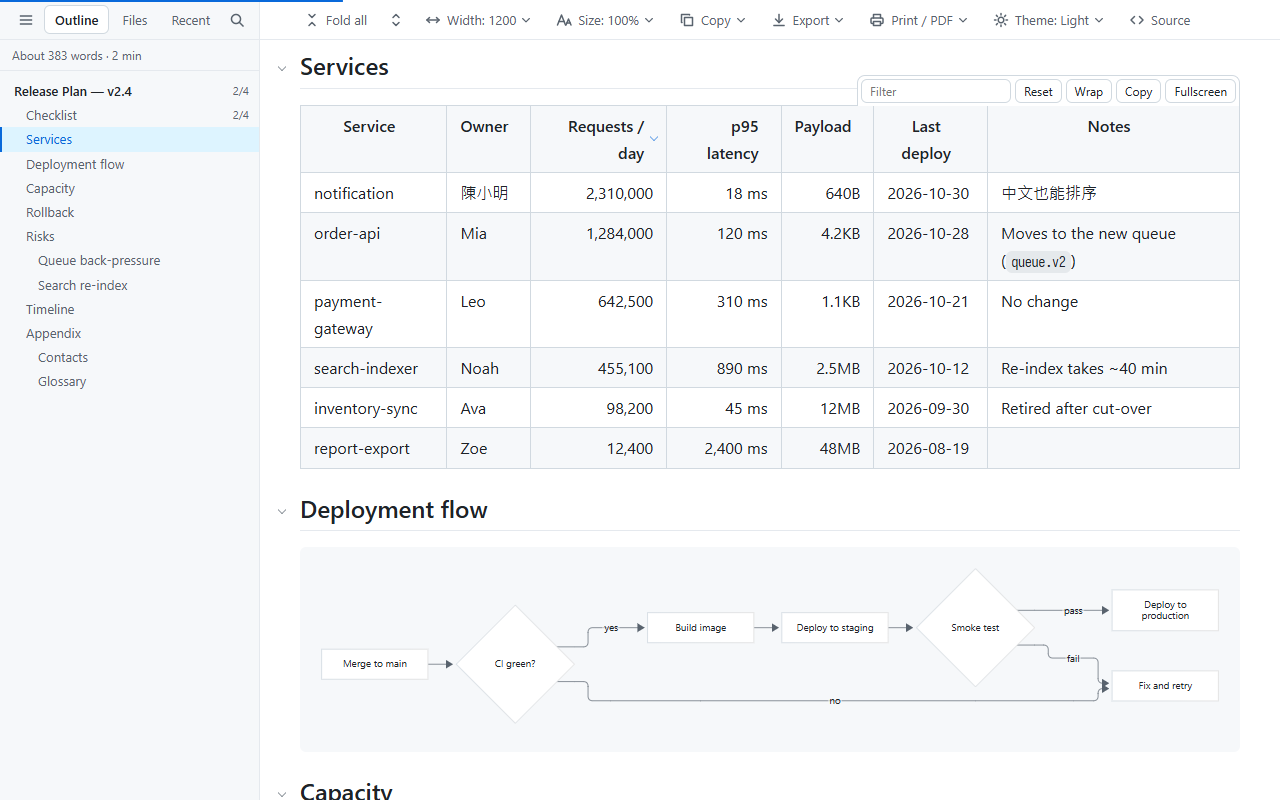 Outline Files Recent
Fold all Width: 1200 Size: 100% Copy Export Print / PDF Theme: Light Source
About 383 words · 2 min
Release Plan — v2.4 2/4
Checklist 2/4
Services
Deployment flow
Capacity
Rollback
Risks
Queue back-pressure
Search re-index
Timeline
Appendix
Contacts
Glossary
Services
Filter Reset Wrap Copy Fullscreen
Service Owner Requests / day p95 latency Payload Last deploy Notes
notification 陳小明 2,310,000 18 ms 640B 2026-10-30 中文也能排序
order-api Mia 1,284,000 120 ms 4.2KB 2026-10-28 Moves to the new queue
(queue.v2)
payment- Leo 642,500 310 ms 1.1KB 2026-10-21 No change
gateway
search-indexer Noah 455,100 890 ms 2.5MB 2026-10-12 Re-index takes ~40 min
inventory-sync Ava 98,200 45 ms 12MB 2026-09-30 Retired after cut-over
report-export Zoe 12,400 2,400 ms 48MB 2026-08-19
Deployment flow
Merge to main
CI green?
yes
Build image
Deploy to staging
Smoke test
pass
Deploy to
production
fail
Fix and retry
no
Capacity